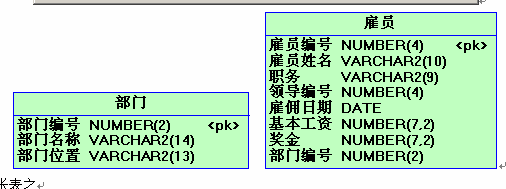 部门
部门编号 NUMBER(2) <pk>
部门名称 VARCHAR2(14)
部门位置 VARCHAR2(13)
雇员
雇员编号 NUMBER(4) <pk>
雇员姓名 VARCHAR2(10)
职务 VARCHAR2(9)
领导编号 NUMBER(4)
雇佣日期 DATE
基本工资 NUMBER(7,2)
奖金 NUMBER(7,2)
部门编号 NUMBER(2)